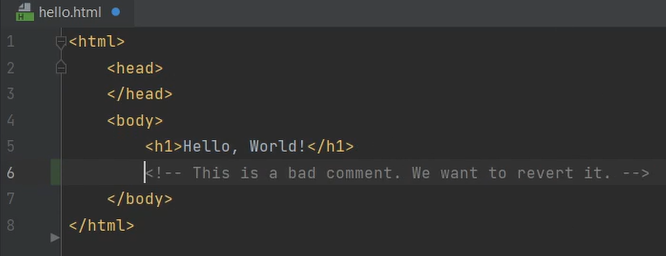 hello.html
1 <html>
2 <head>
3 </head>
4 <body>
5 <h1>Hello, World!</h1>
6 <!-- This is a bad comment. We want to revert it. -->
7 </body>
8 </html>